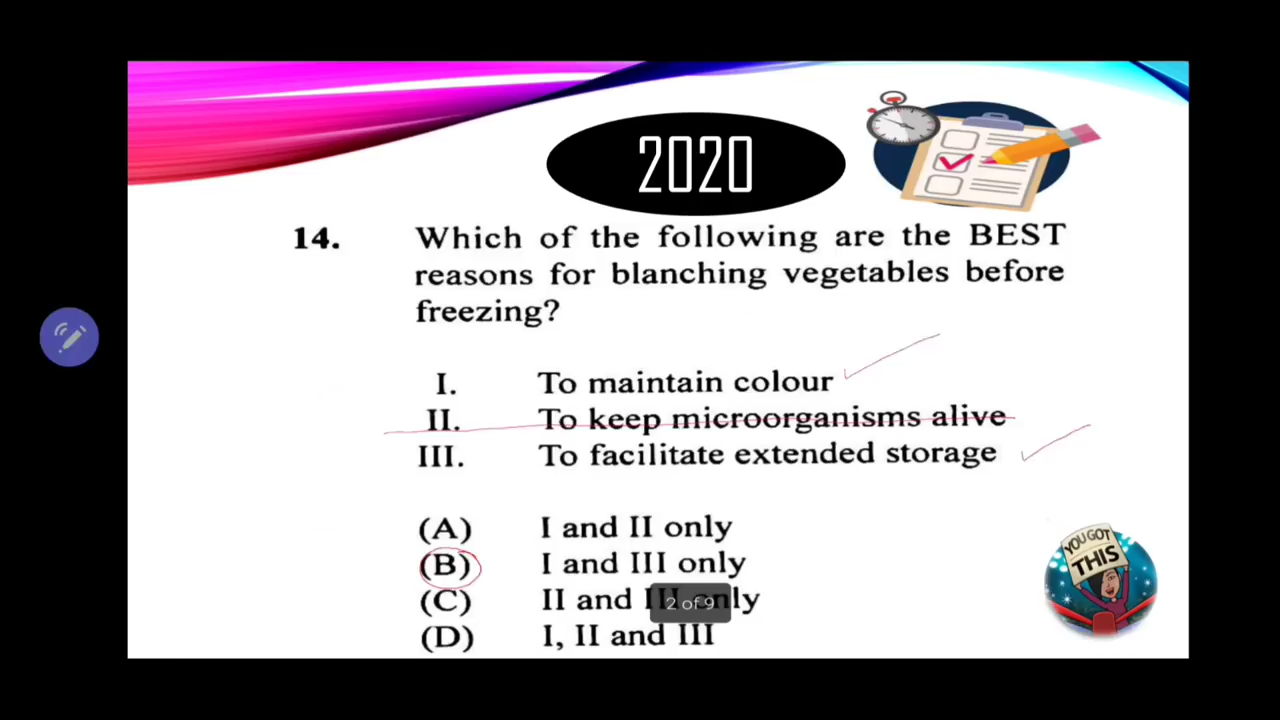 2020
14. Which of the following are the BEST
reasons for blanching vegetables before
freezing?
I. To maintain colour
II. To keep microorganisms alive
III. To facilitate extended storage
(A) I and II only
(B) I and III only
(C) II and III only
2 of 9
(D) I, II and III
YOU GOT
THIS